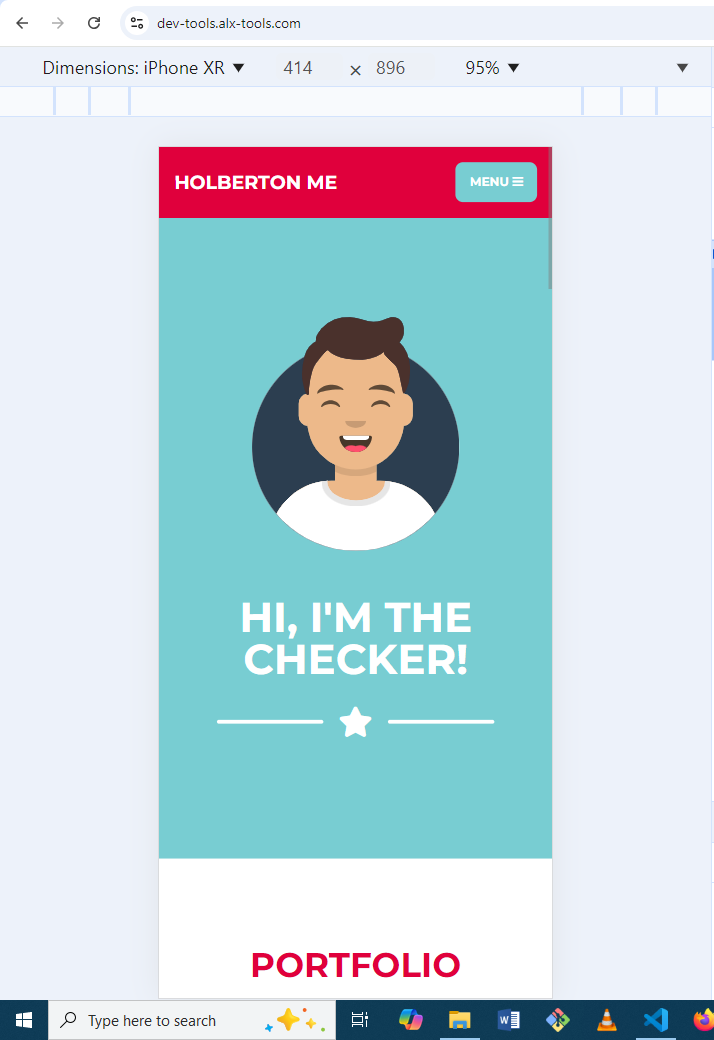 dev-tools.alx-tools.com
Dimensions: iPhone XR 414 × 896 95%
HOLBERTON ME
MENU
HI, I'M THE
CHECKER!
PORTFOLIO
Type here to search